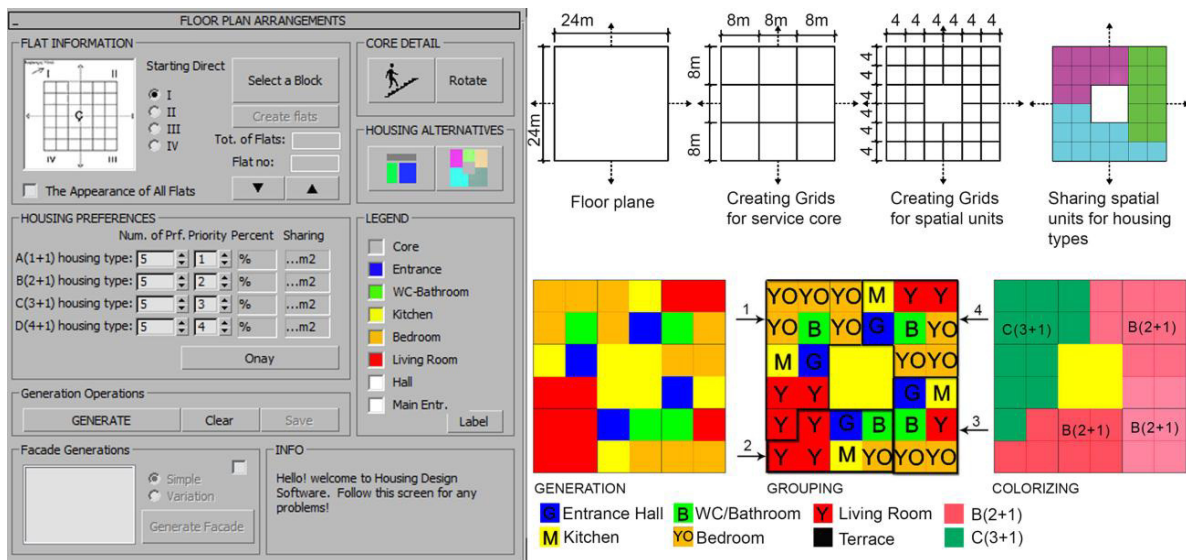 FLOOR PLAN ARRANGEMENTS
FLAT INFORMATION
I
II
C
IV
III
Starting Direct
I
II
III
IV
Select a Block
Create flats
Tot. of Flats:
Flat no:
The Appearance of All Flats
CORE DETAIL
Rotate
HOUSING ALTERNATIVES
HOUSING PREFERENCES
Num. of Prf. Priority Percent Sharing
A(1+1) housing type: 5 1 % ...m2
B(2+1) housing type: 5 2 % ...m2
C(3+1) housing type: 5 3 % ...m2
D(4+1) housing type: 5 4 % ...m2
Onay
LEGEND
Core
Entrance
WC-Bathroom
Kitchen
Bedroom
Living Room
Hall
Main Entr.
Label
Generation Operations
GENERATE Clear Save
Facade Generations
Simple
Variation
Generate Facade
INFO
Hello! welcome to Housing Design
Software. Follow this screen for any
problems!
24m
24m
Floor plane
8m 8m 8m
8m
8m
Creating Grids
for service core
4 4 4 4 4 4
4
4
4
4
4
4
Creating Grids
for spatial units
Sharing spatial
units for housing
types
1
2
3
4
YO YO YO M Y Y
YO B YO G B YO
M G YO YO
Y Y G M
Y Y G B B Y
Y Y M YO YO YO
C(3+1)
B(2+1)
B(2+1)
B(2+1)
GENERATION
GROUPING
COLORIZING
G Entrance Hall B WC/Bathroom Y Living Room B(2+1)
M Kitchen YO Bedroom Terrace C(3+1)